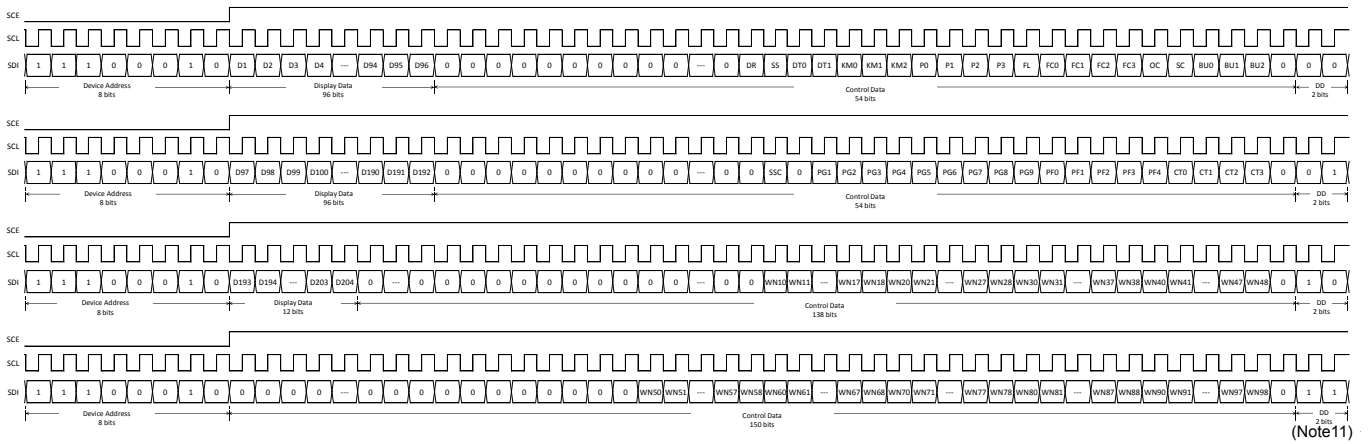 SCE
SCL
SDI 1 1 1 0 0 0 1 0 D1 D2 D3 D4 --- D94 D95 D96 0 0 0 0 0 0 0 0 0 0 --- 0 DR SS DT0 DT1 KM0 KM1 KM2 P0 P1 P2 P3 FL FC0 FC1 FC2 FC3 OC SC BU0 BU1 BU2 0 0 0
Device Address Display Data Control Data DD
8 bits 96 bits 54 bits 2 bits
SCE
SCL
SDI 1 1 1 0 0 0 1 0 D97 D98 D99 D100 --- D190 D191 D192 0 0 0 0 0 0 0 0 0 0 --- 0 0 SSC 0 PG1 PG2 PG3 PG4 PG5 PG6 PG7 PG8 PG9 PF0 PF1 PF2 PF3 PF4 CT0 CT1 CT2 CT3 0 0 1
Device Address Display Data Control Data DD
8 bits 96 bits 54 bits 2 bits
SCE
SCL
SDI 1 1 1 0 0 0 1 0 D193 D194 --- D203 D204 0 --- 0 0 0 0 0 0 0 0 0 0 0 --- 0 0 WN10 WN11 --- WN17 WN18 WN20 WN21 --- WN27 WN28 WN30 WN31 --- WN37 WN38 WN40 WN41 --- WN47 WN48 0 1 0
Device Address Display Data Control Data DD
8 bits 12 bits 138 bits 2 bits
SCE
SCL
SDI 1 1 1 0 0 0 1 0 0 0 0 0 --- 0 0 0 0 0 0 0 0 0 0 0 WN50 WN51 --- WN57 WN58 WN60 WN61 --- WN67 WN68 WN70 WN71 --- WN77 WN78 WN80 WN81 --- WN87 WN88 WN90 WN91 --- WN97 WN98 0 1 1
Device Address Control Data DD
8 bits 150 bits 2 bits
(Note11)